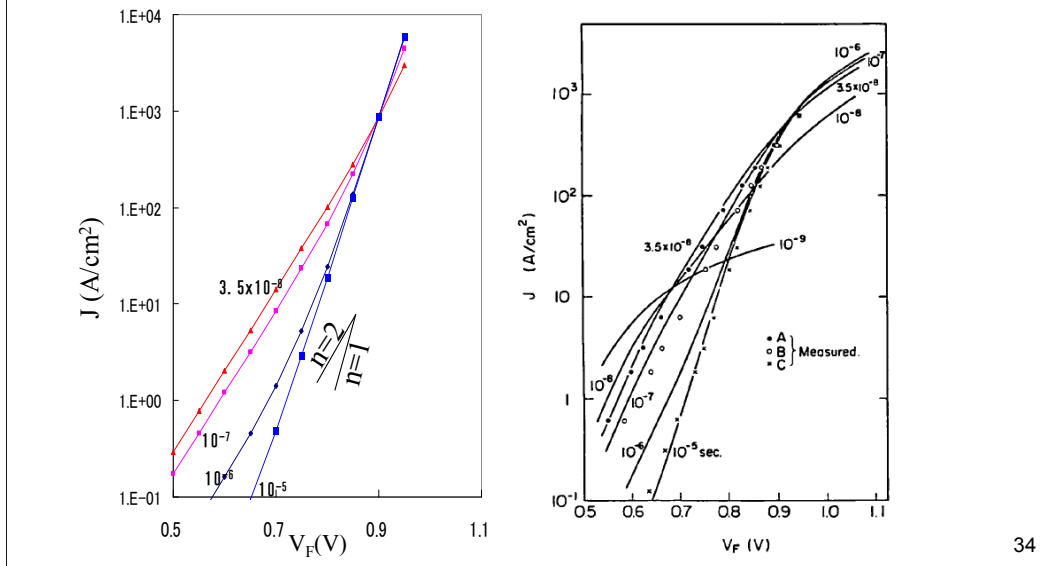 1.E+04
1.E+03
1.E+02
1.E+01
1.E+00
1.E-01
J (A/cm²)
3.5x10⁻⁸
10⁻⁷
10⁻⁶
10⁻⁵
n=2
n=1
0.5
0.7
0.9
1.1
V_F(V)
10³
10²
10
1
10⁻¹
J (A/cm²)
10⁻⁶
10⁻⁷
3.5x10⁻⁸
10⁻⁸
10⁻⁹
3.5x10⁻⁸
10⁻⁸
10⁻⁷
10⁻⁶
10⁻⁵ sec.
• A
○ B
× C
Measured.
0.5
0.6
0.7
0.8
0.9
1.0
1.1
V_F (V)
34